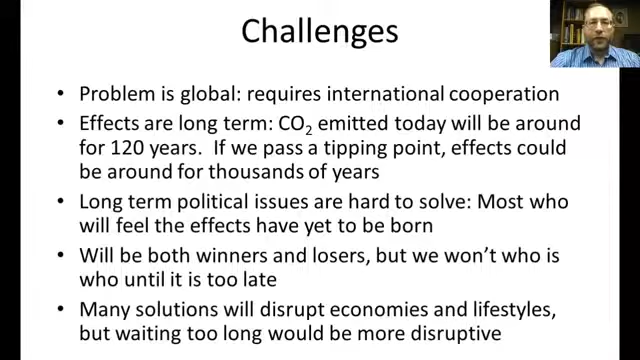 Challenges
• Problem is global: requires international cooperation
• Effects are long term: CO₂ emitted today will be around
for 120 years. If we pass a tipping point, effects could
be around for thousands of years
• Long term political issues are hard to solve: Most who
will feel the effects have yet to be born
• Will be both winners and losers, but we won't who is
who until it is too late
• Many solutions will disrupt economies and lifestyles,
but waiting too long would be more disruptive